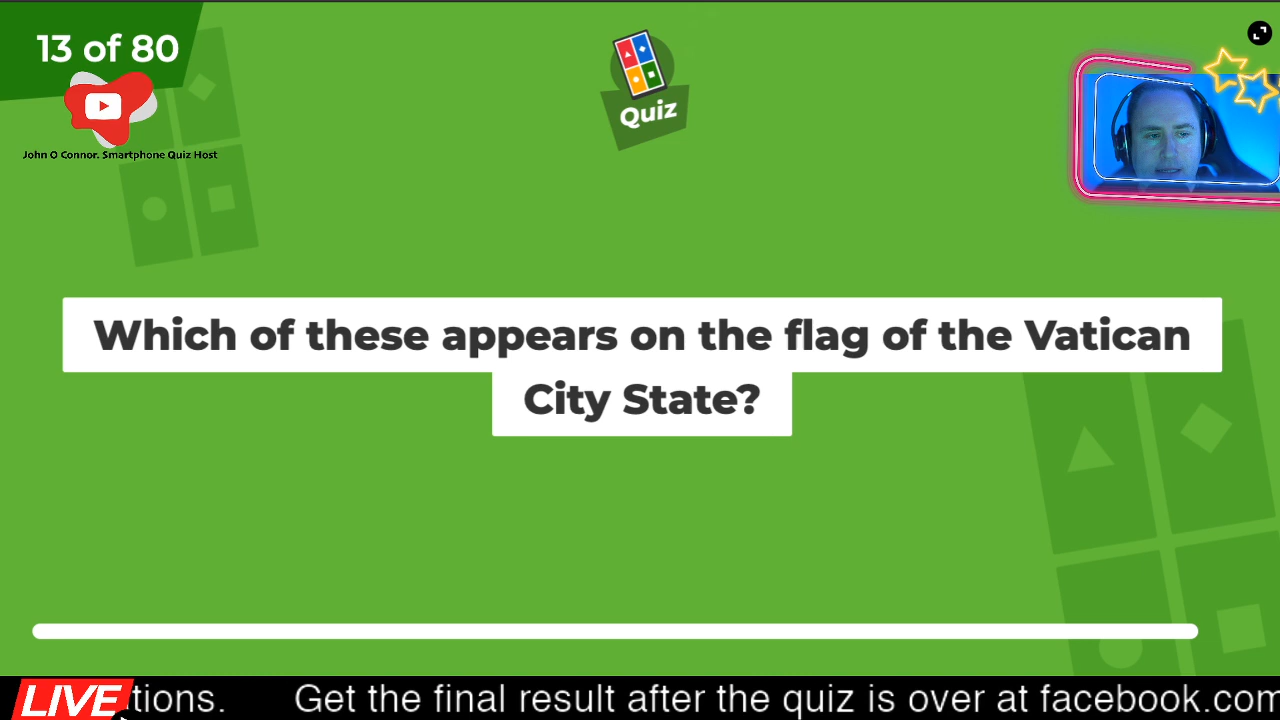 13 of 80
Quiz
John O Connor. Smartphone Quiz Host
Which of these appears on the flag of the Vatican
City State?
LIVE
tions. Get the final result after the quiz is over at facebook.com